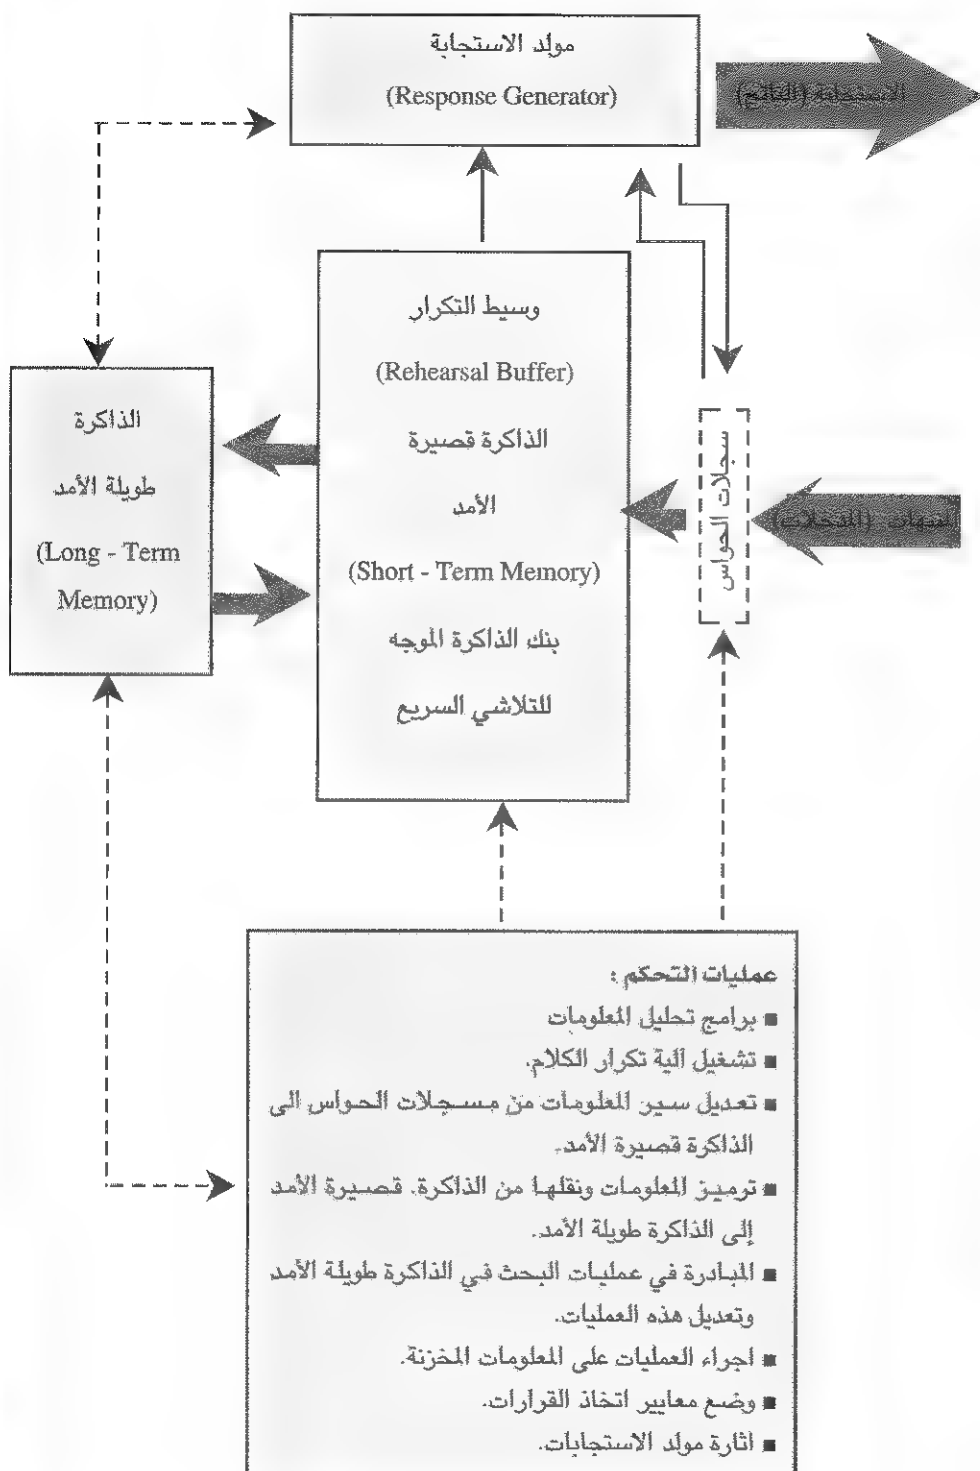 مولد الاستجابة
(Response Generator)
الاستجابة (الناتج)
وسيط التكرار
(Rehearsal Buffer)
الذاكرة قصيرة
الأمد
(Short - Term Memory)
بنك الذاكرة الموجه
للتلاشي السريع
الذاكرة
طويلة الأمد
(Long - Term
Memory)
سجلات الحواس
(المدخلات)
عمليات التحكم :
■ برامج تحليل المعلومات
■ تشغيل آلية تكرار الكلام.
■ تعديل سير المعلومات من مسجلات الحواس الى
الذاكرة قصيرة الأمد.
■ ترميز المعلومات ونقلها من الذاكرة. قصيرة الأمد
إلى الذاكرة طويلة الأمد.
■ المبادرة في عمليات البحث في الذاكرة طويلة الأمد
وتعديل هذه العمليات.
■ اجراء العمليات على المعلومات المخزنة.
■ وضع معايير اتخاذ القرارات.
■ اثارة مولد الاستجابات.